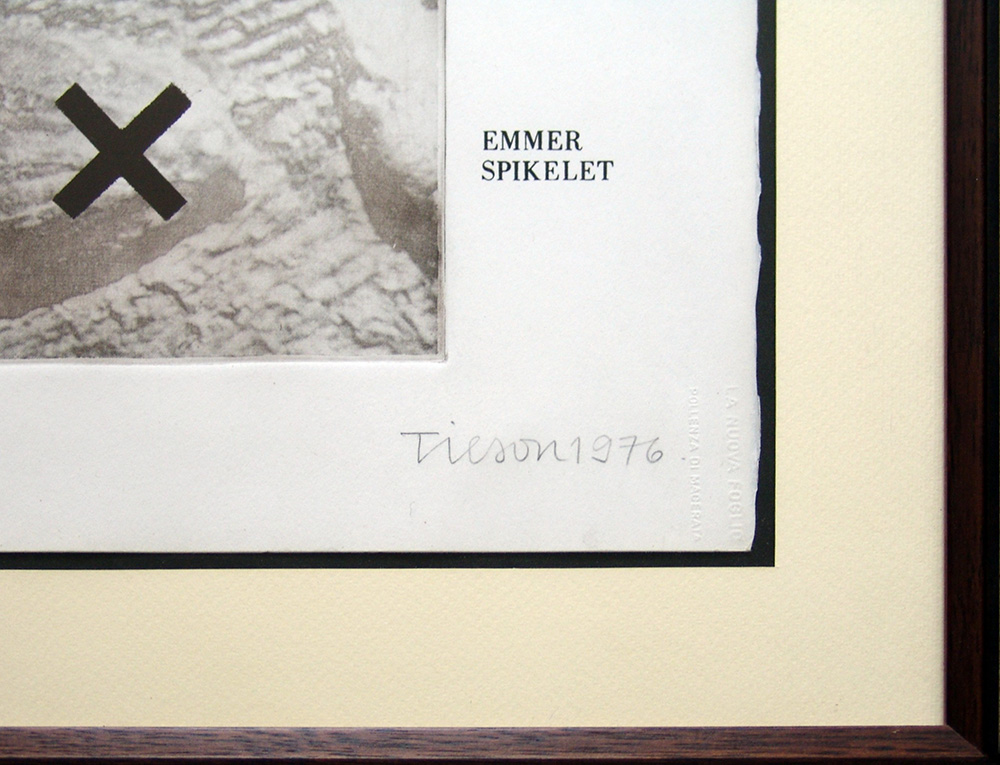 EMMER
SPIKELET
Tilson 1976.
LA NUOVA FOGLIO
POLLENZA DI MACERATA